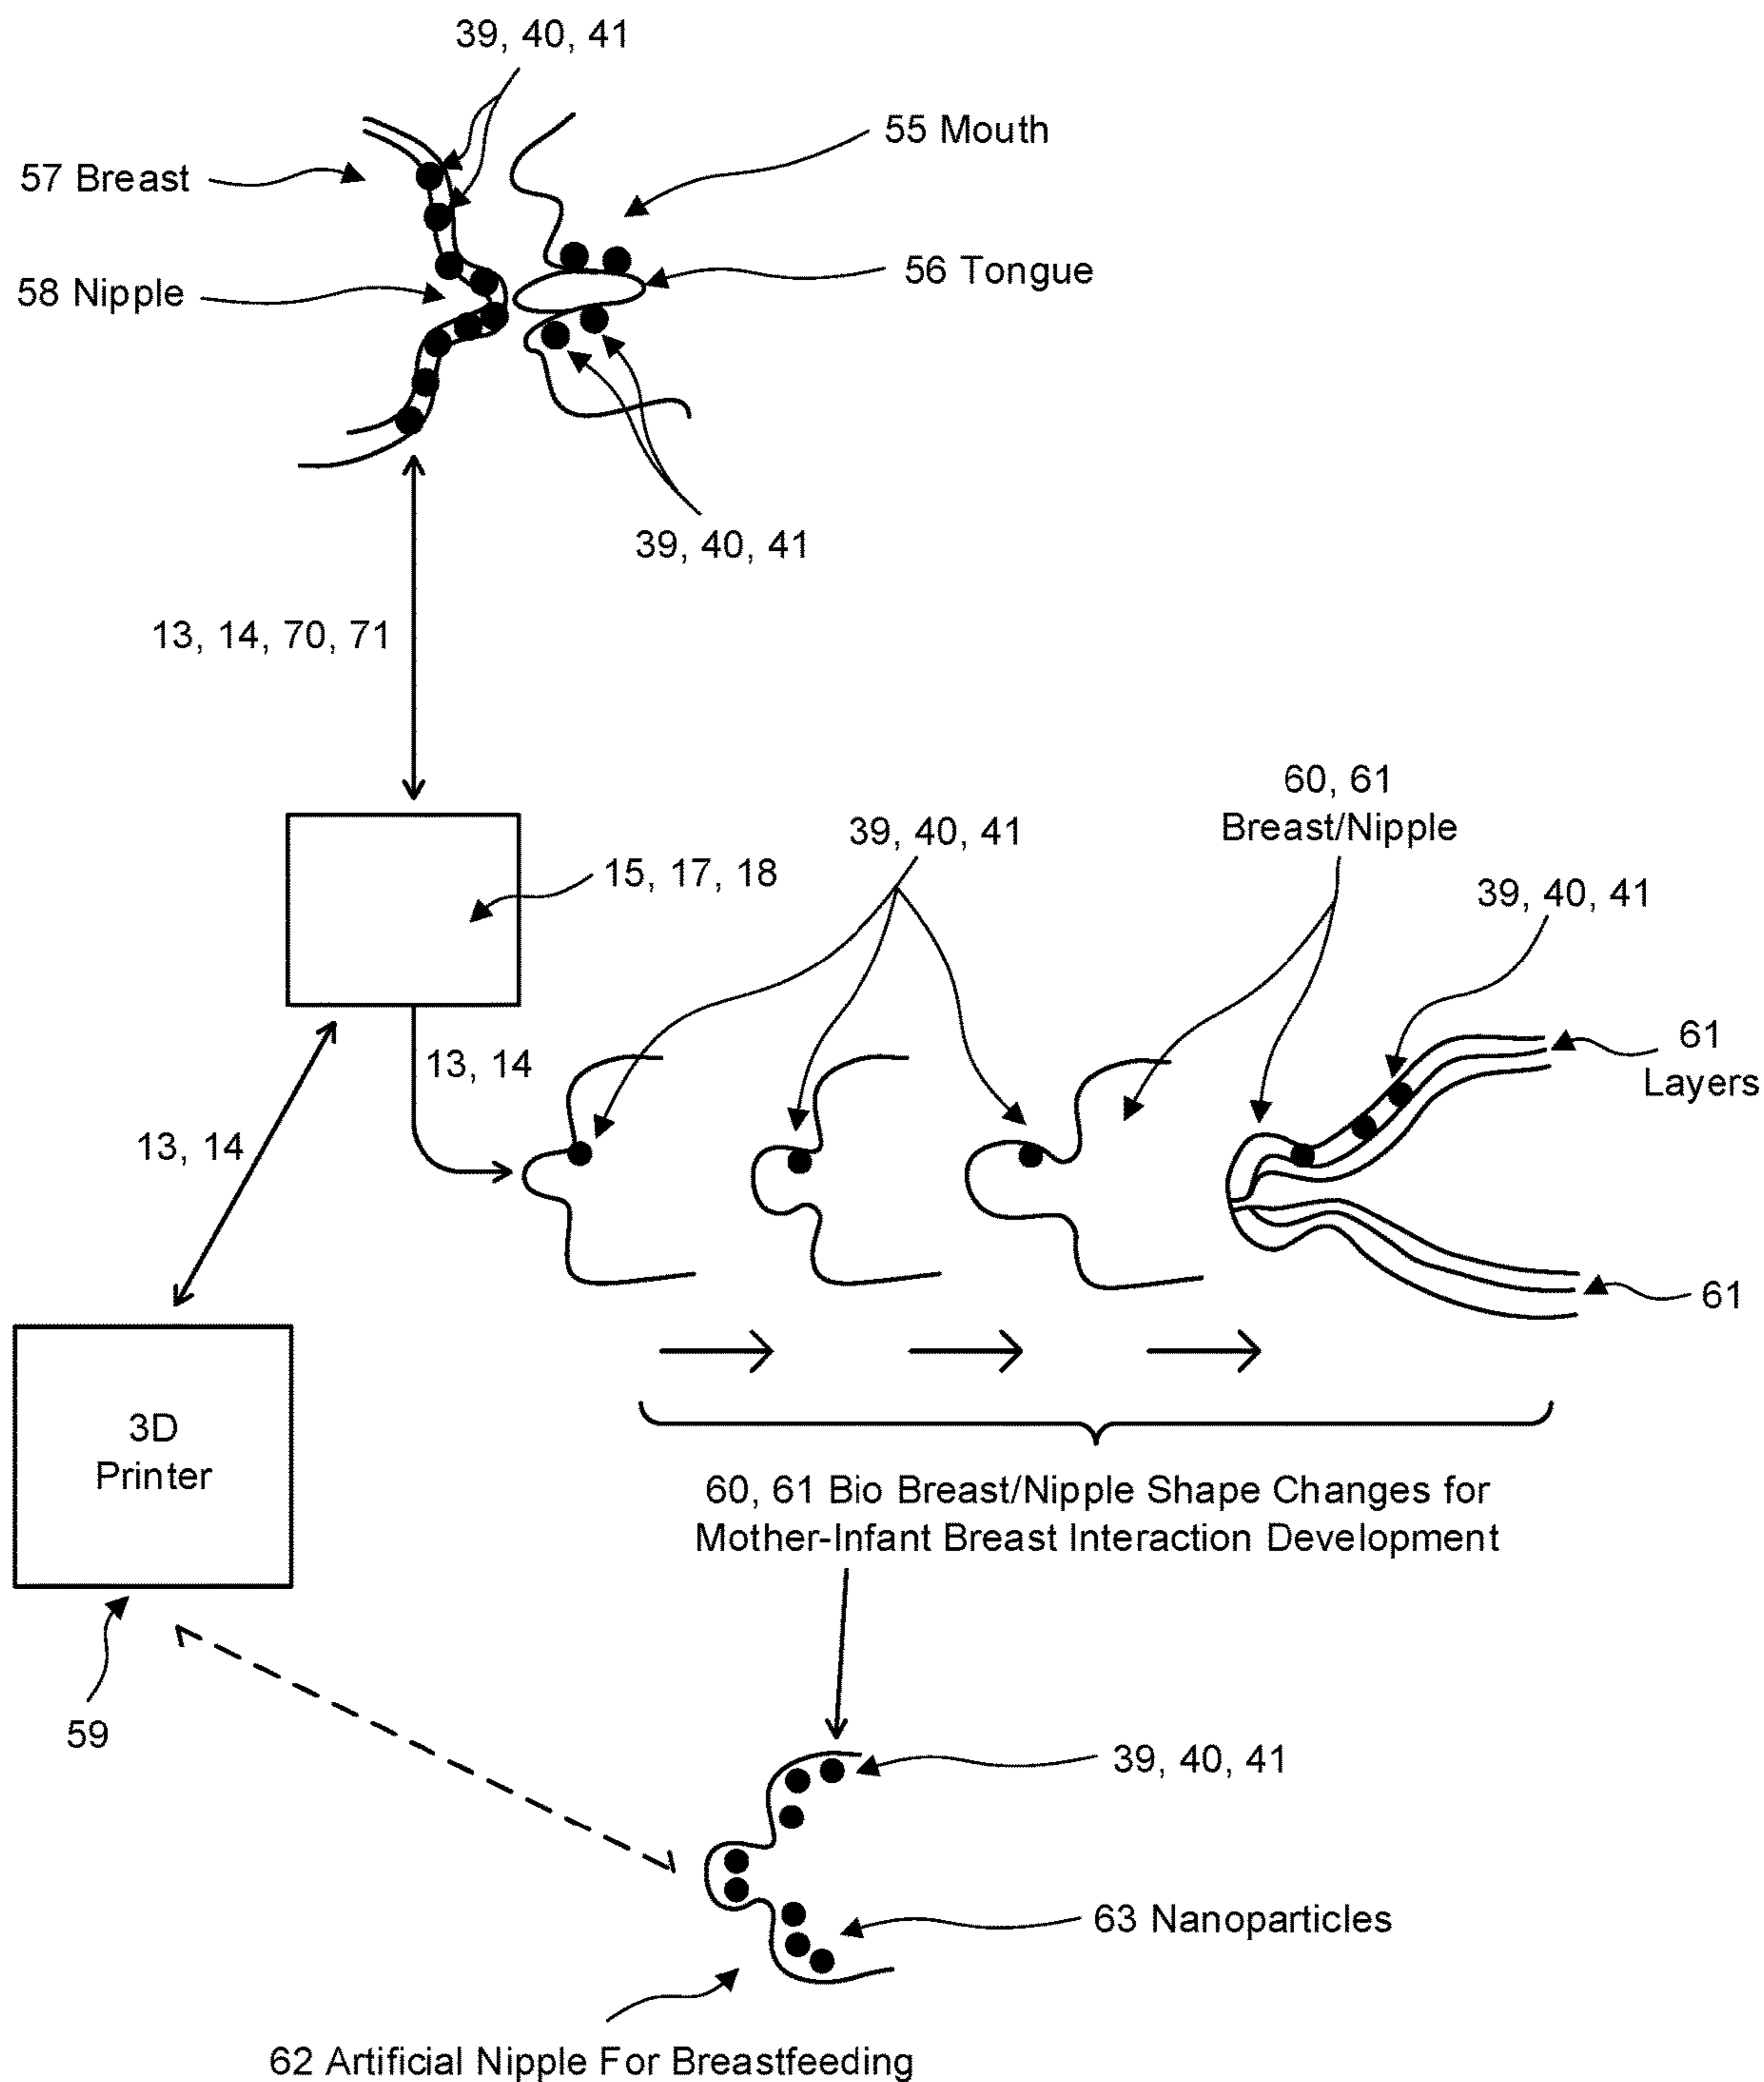 39, 40, 41
55 Mouth
57 Breast
56 Tongue
58 Nipple
39, 40, 41
13, 14, 70, 71
60, 61
Breast/Nipple
39, 40, 41
15, 17, 18
39, 40, 41
61
Layers
13, 14
13, 14
61
3D
Printer
60, 61 Bio Breast/Nipple Shape Changes for
Mother-Infant Breast Interaction Development
59
39, 40, 41
63 Nanoparticles
62 Artificial Nipple For Breastfeeding